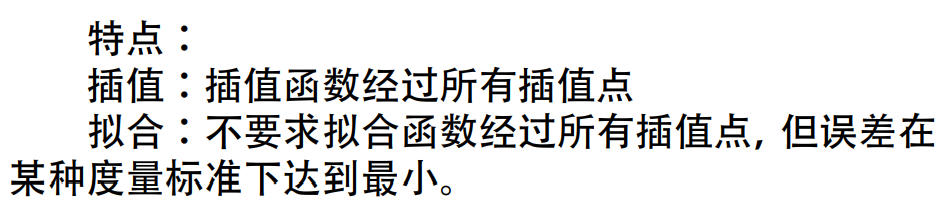 特点：
插值：插值函数经过所有插值点
拟合：不要求拟合函数经过所有插值点, 但误差在
某种度量标准下达到最小。